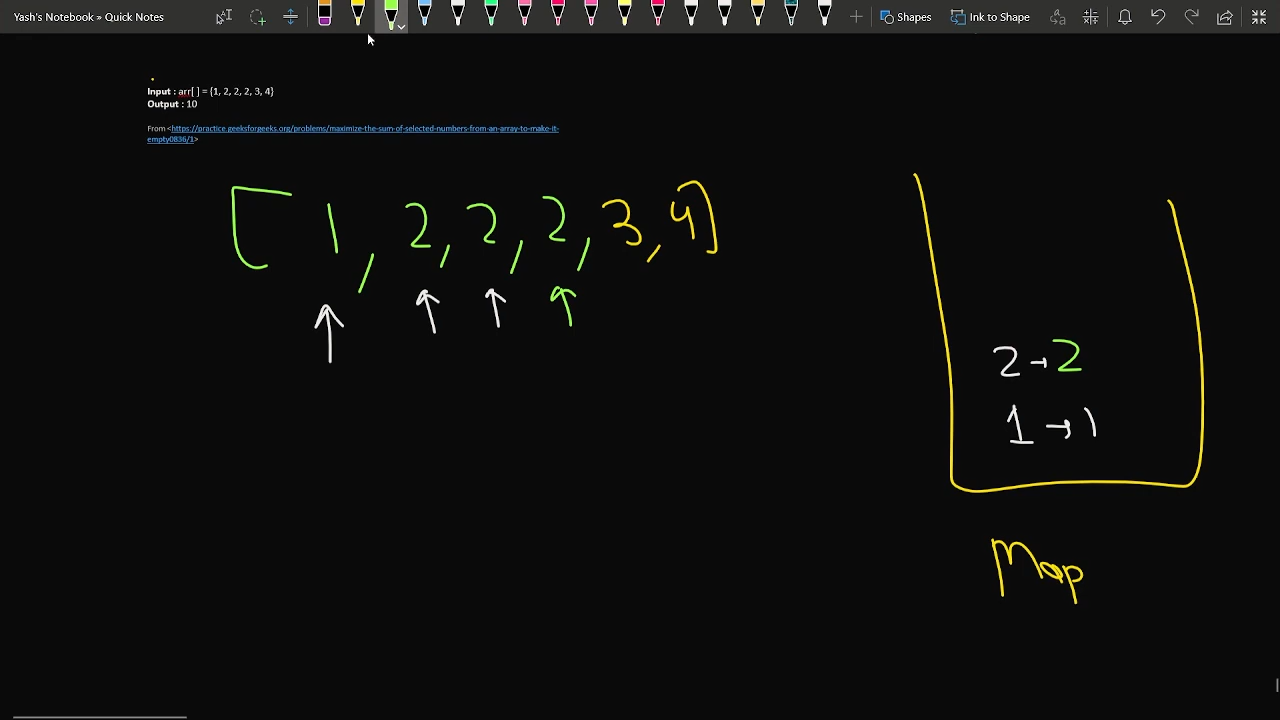 Yash's Notebook » Quick Notes
Shapes
Ink to Shape
Input : arr[ ] = {1, 2, 2, 2, 3, 4}
Output : 10
From <https://practice.geeksforgeeks.org/problems/maximize-the-sum-of-selected-numbers-from-an-array-to-make-it-
empty0836/1>
[ 1, 2, 2, 2, 3, 4]
2 → 2
1 → 1
Map